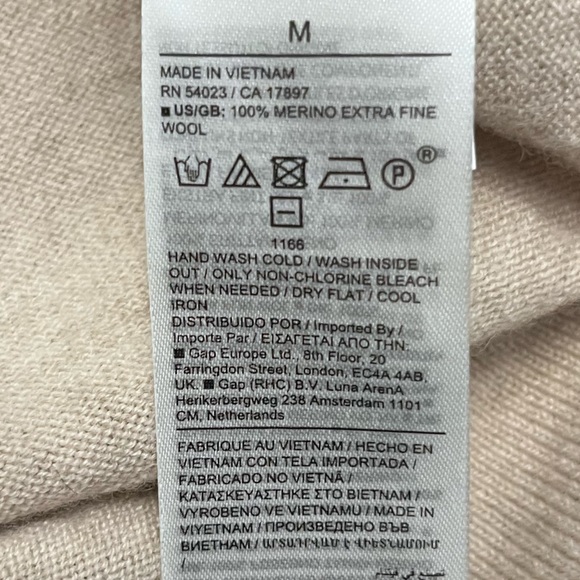 M
MADE IN VIETNAM
RN 54023 / CA 17897
■ US/GB: 100% MERINO EXTRA FINE
WOOL
P ®
1166
HAND WASH COLD / WASH INSIDE
OUT / ONLY NON-CHLORINE BLEACH
WHEN NEEDED / DRY FLAT / COOL
IRON
DISTRIBUIDO POR / Imported By /
Importe Par / ΕΙΣΑΓΕΤΑΙ ΑΠΟ ΤΗΝ:
■ Gap Europe Ltd., 8th Floor, 20
Farringdon Street, London, EC4A 4AB,
UK. ■ Gap (RHC) B.V. Luna ArenA
Herikerbergweg 238 Amsterdam 1101
CM, Netherlands
FABRIQUE AU VIETNAM / HECHO EN
VIETNAM CON TELA IMPORTADA /
FABRICADO NO VIETNÃ /
ΚΑΤΑΣΚΕΥΑΣΤΗΚΕ ΣΤΟ ΒΙΕΤΝΑΜ /
VYROBENO VE VIETNAMU / MADE IN
VIYETNAM / ПРОИЗВЕДЕНО ВЪВ
ВИЕТНАМ / ԱՐՏԱԴՐՎԱԾ Է ՎԻԵՏՆԱՄՈՒՄ